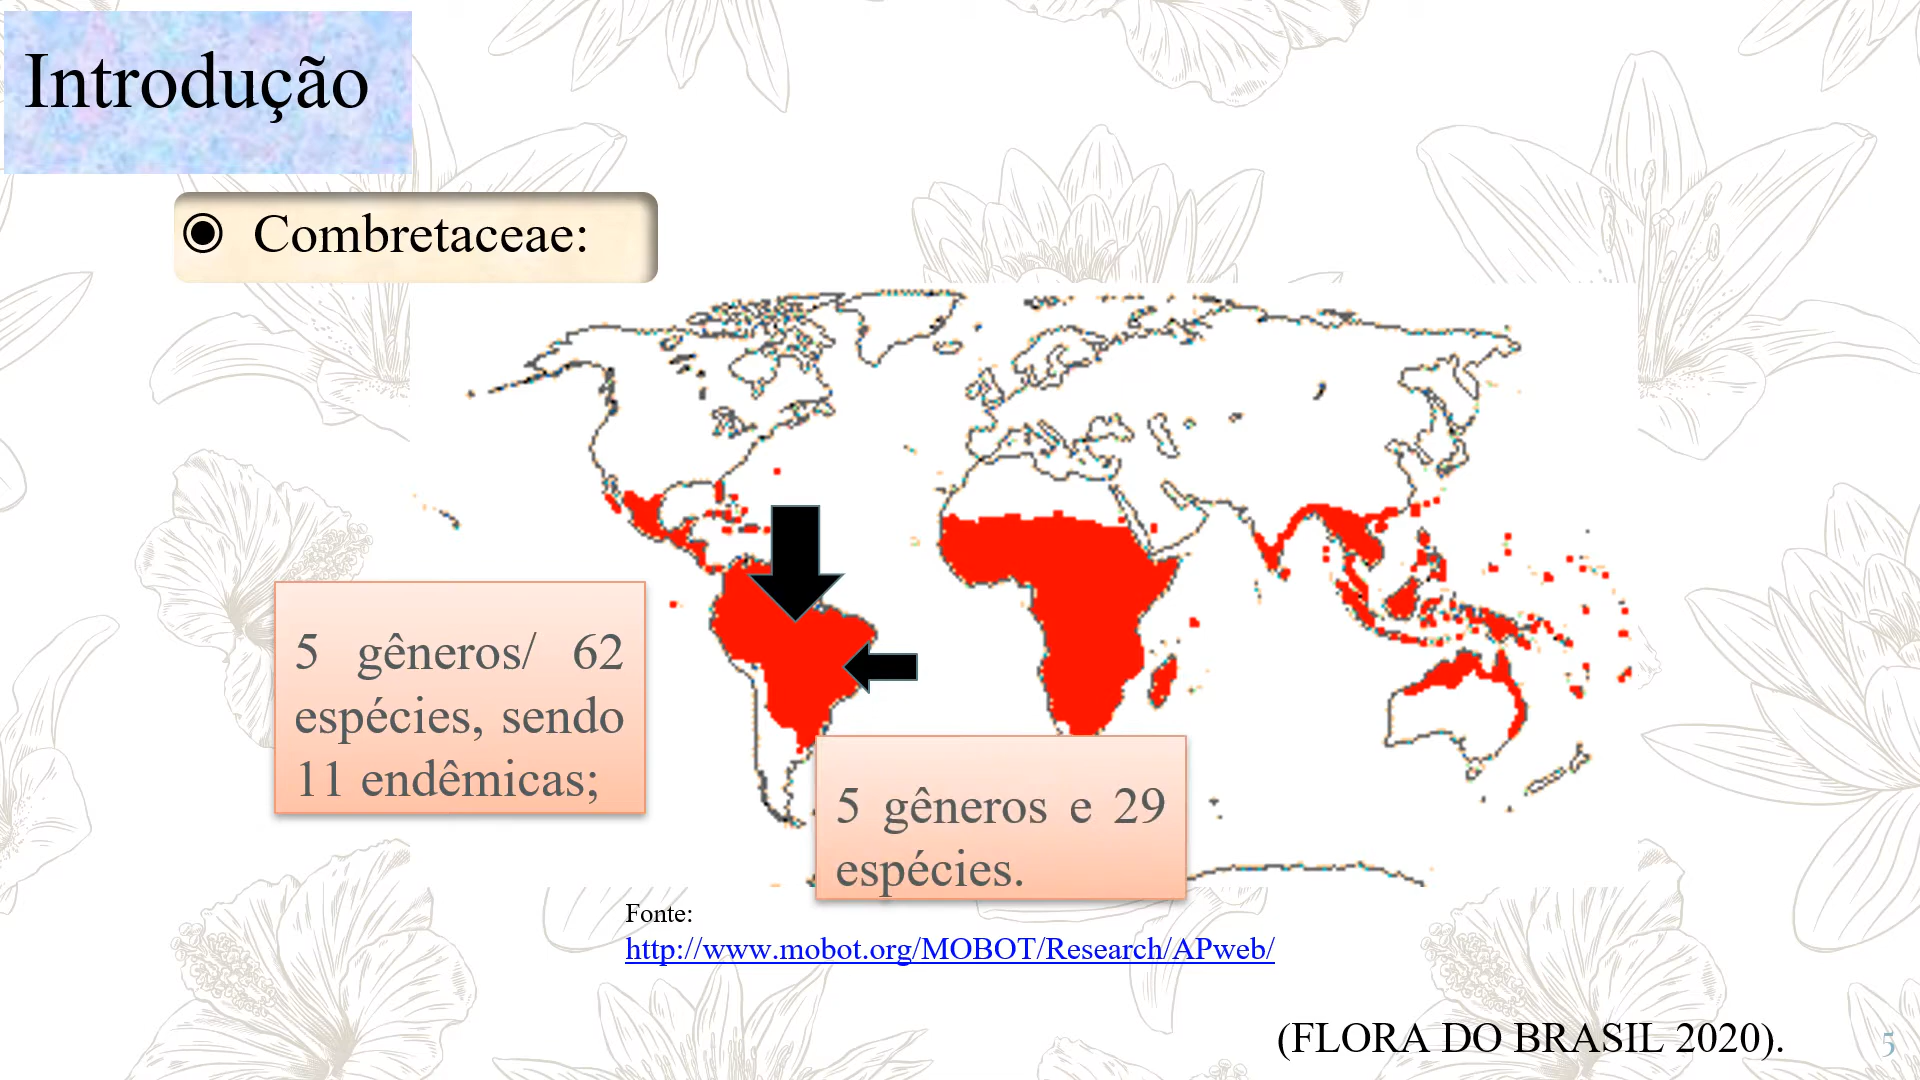 Introdução
Combretaceae:
5 gêneros/ 62
espécies, sendo
11 endêmicas;
5 gêneros e 29
espécies.
Fonte:
http://www.mobot.org/MOBOT/Research/APweb/
(FLORA DO BRASIL 2020).
5